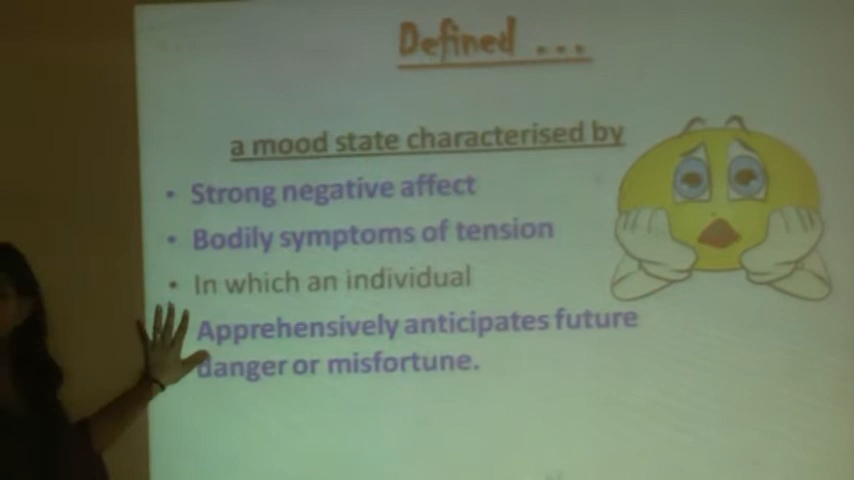 Defined ...
a mood state characterised by
• Strong negative affect
• Bodily symptoms of tension
• In which an individual
Apprehensively anticipates future
danger or misfortune.